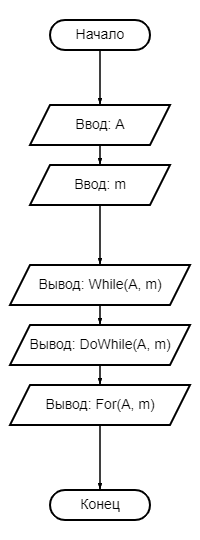 Начало
Ввод: A
Ввод: m
Вывод: While(A, m)
Вывод: DoWhile(A, m)
Вывод: For(A, m)
Конец